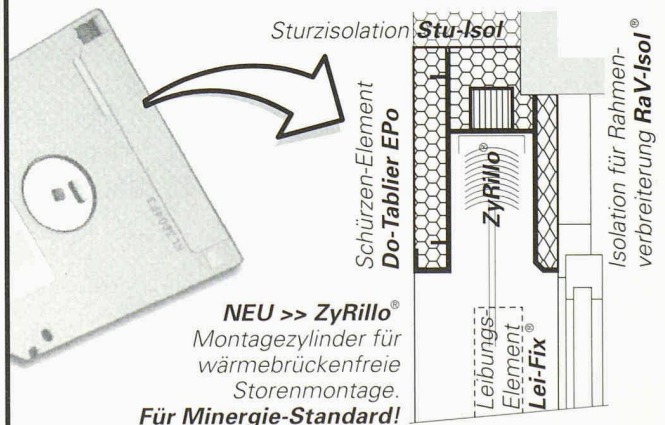 Sturzisolation Stu-Isol
Schürzen-Element
Do-Tablier EPo
ZyRillo®
Isolation für Rahmen-
verbreiterung RaV-Isol®
NEU >> ZyRillo®
Montagezylinder für
wärmebrückenfreie
Storenmontage.
Für Minergie-Standard!
Leibungs-
Element
Lei-Fix®